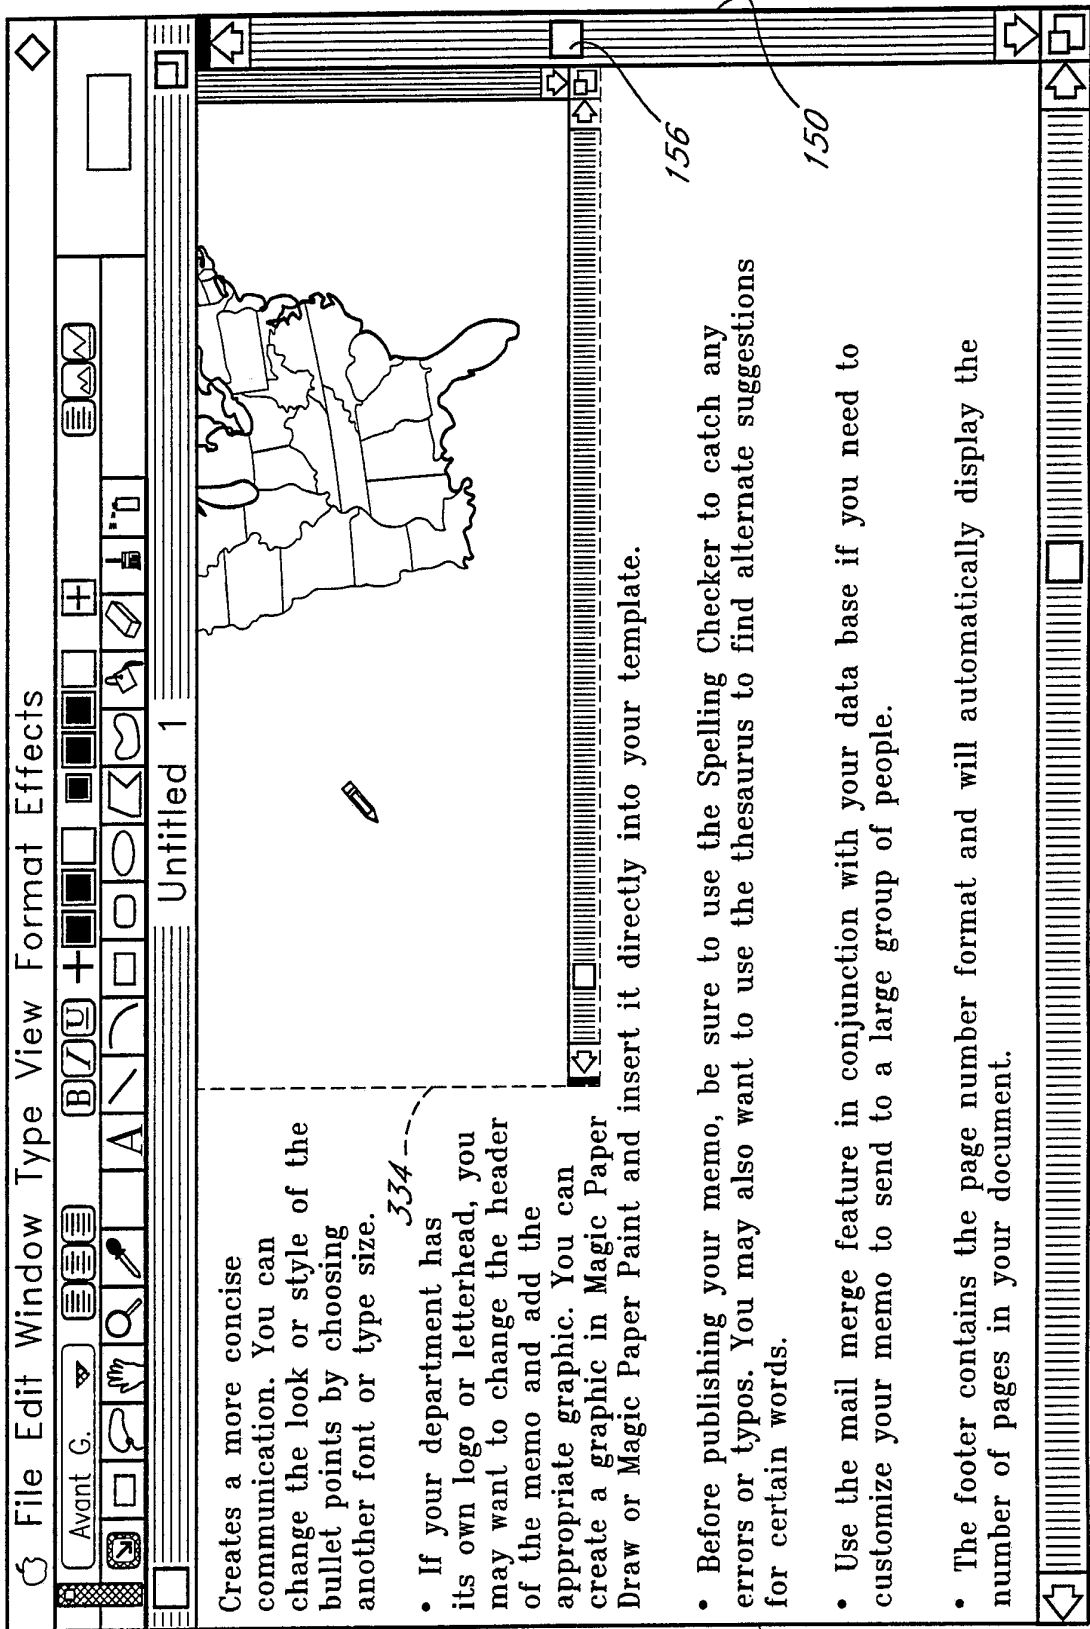 File Edit Window Type View Format Effects
Avant G.
B I U
A
Untitled 1
Creates a more concise
communication. You can
change the look or style of the
bullet points by choosing
another font or type size.
334
• If your department has
its own logo or letterhead, you
may want to change the header
of the memo and add the
appropriate graphic. You can
create a graphic in Magic Paper
Draw or Magic Paper Paint and insert it directly into your template.
156
• Before publishing your memo, be sure to use the Spelling Checker to catch any
errors or typos. You may also want to use the thesaurus to find alternate suggestions
for certain words.
150
• Use the mail merge feature in conjunction with your data base if you need to
customize your memo to send to a large group of people.
• The footer contains the page number format and will automatically display the
number of pages in your document.